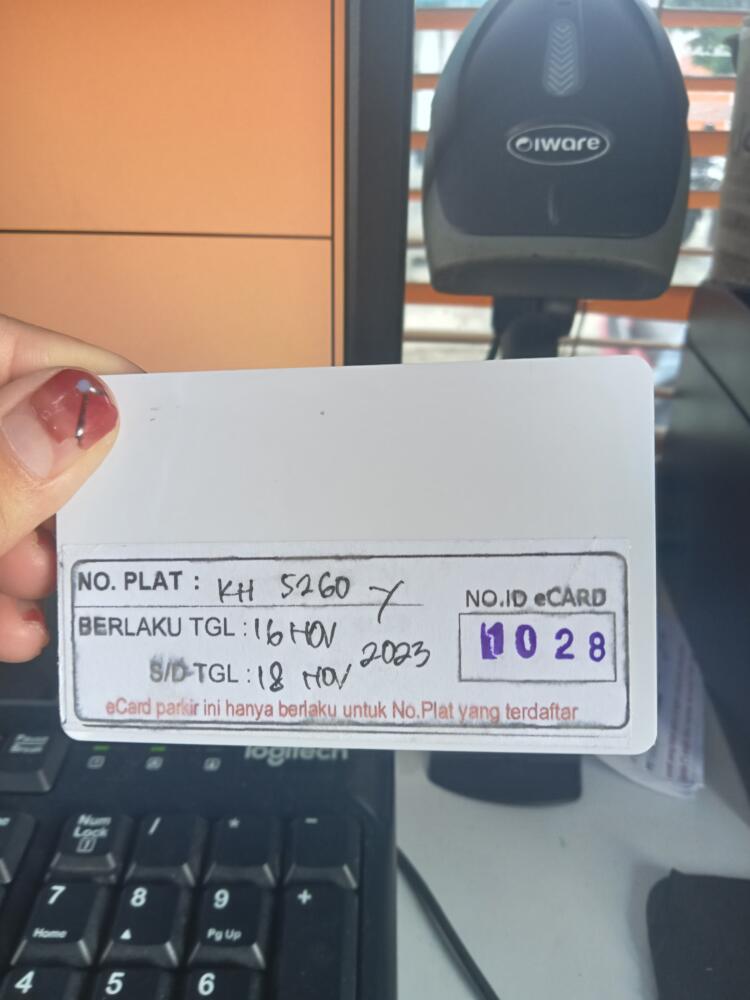 iware
NO. PLAT : KH 5260 Y
BERLAKU TGL : 16 NOV
2023
S/D TGL : 18 NOV
NO.ID eCARD
1028
eCard parkir ini hanya berlaku untuk No.Plat yang terdaftar
logitech
Num Lock
/
*
-
7 Home
8
9 Pg Up
+
4
5
6